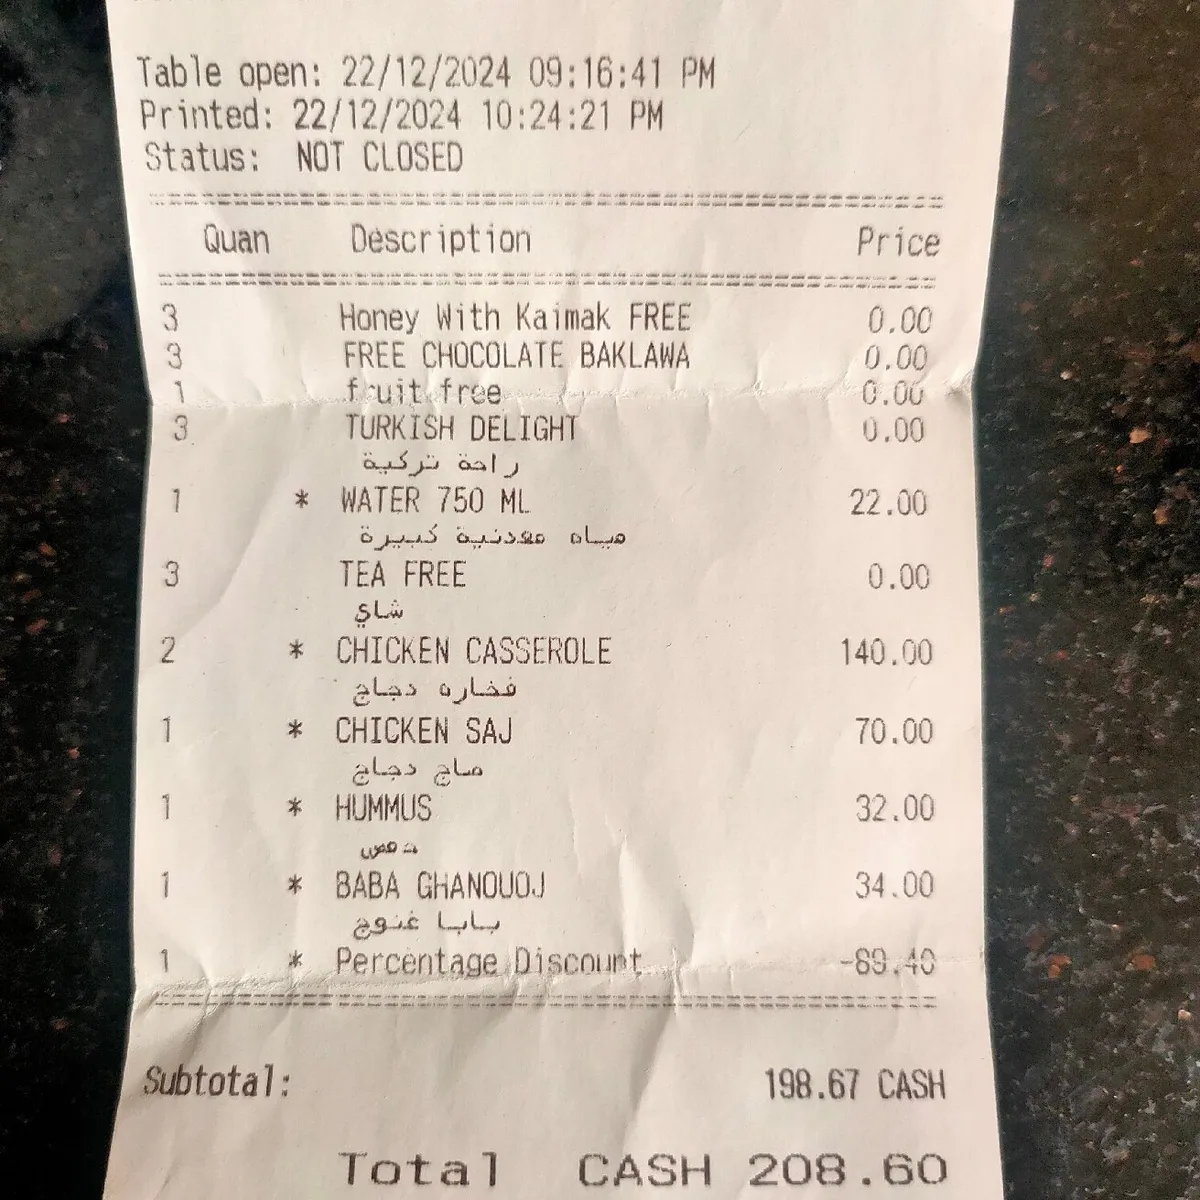 Table open: 22/12/2024 09:16:41 PM
Printed: 22/12/2024 10:24:21 PM
Status: NOT CLOSED
Quan Description Price
3 Honey With Kaimak FREE 0.00
3 FREE CHOCOLATE BAKLAWA 0.00
1 fruit free 0.00
3 TURKISH DELIGHT 0.00
راحة تركية
1 * WATER 750 ML 22.00
مياه معدنية كبيرة
3 TEA FREE 0.00
شاي
2 * CHICKEN CASSEROLE 140.00
فخاره دجاج
1 * CHICKEN SAJ 70.00
صاج دجاج
1 * HUMMUS 32.00
حمص
1 * BABA GHANOUOJ 34.00
بابا غنوج
1 * Percentage Discount -89.40
Subtotal: 198.67 CASH
Total CASH 208.60